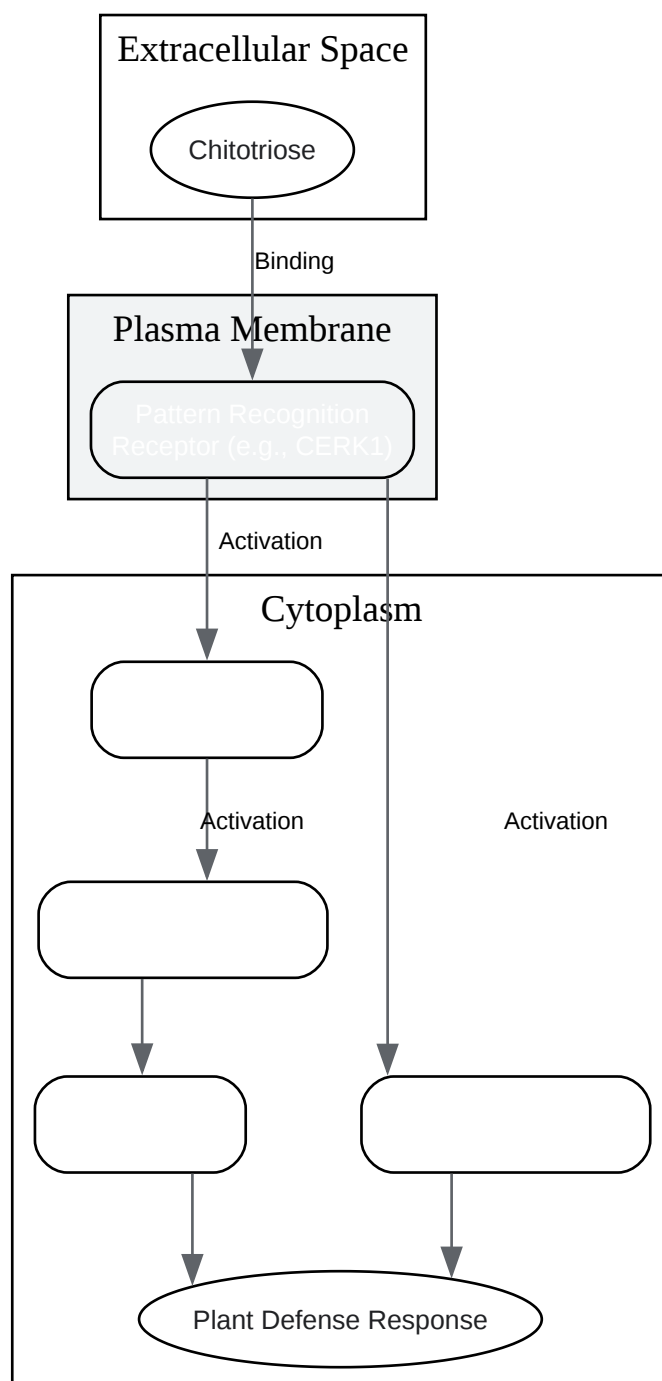 Extracellular Space
Chitotriose
Binding
Plasma Membrane
Pattern Recognition
Receptor (e.g., CERK1)
Activation
Cytoplasm
Activation
Activation
Plant Defense Response